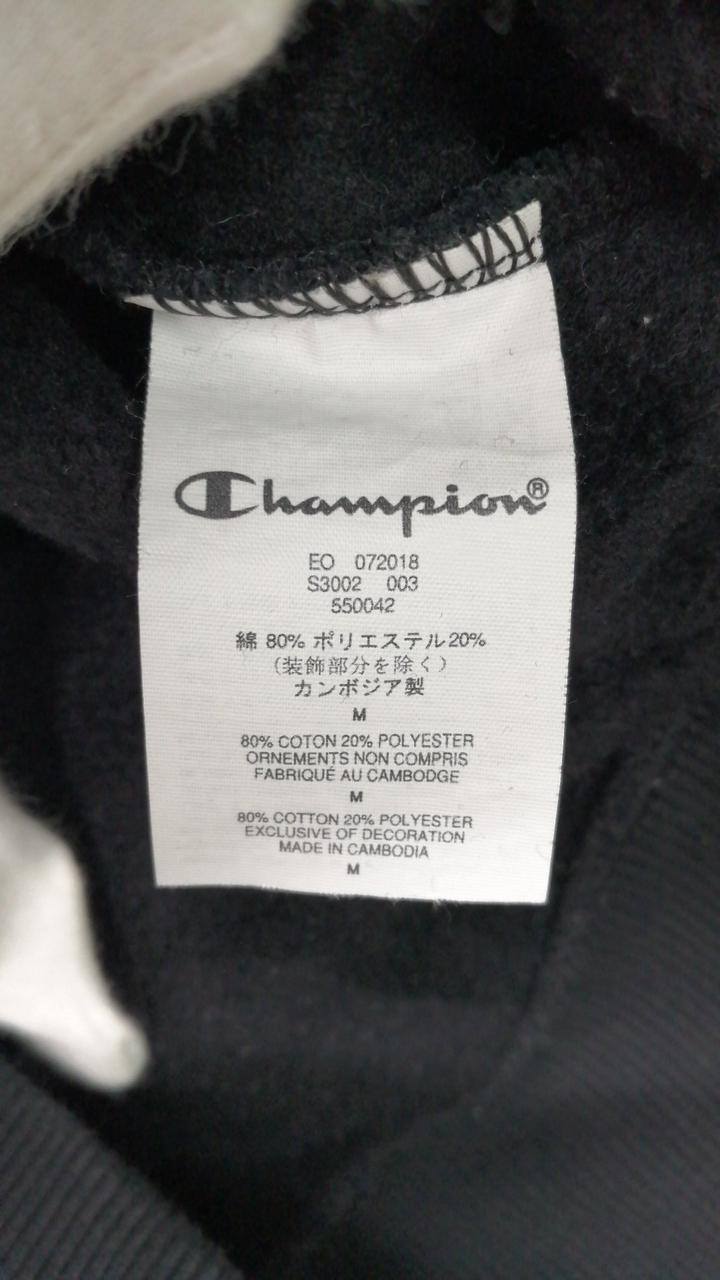 Champion®
EO 072018
S3002 003
550042
綿 80% ポリエステル20%
(装飾部分を除く)
カンボジア製
M
80% COTON 20% POLYESTER
ORNEMENTS NON COMPRIS
FABRIQUÉ AU CAMBODGE
M
80% COTTON 20% POLYESTER
EXCLUSIVE OF DECORATION
MADE IN CAMBODIA
M